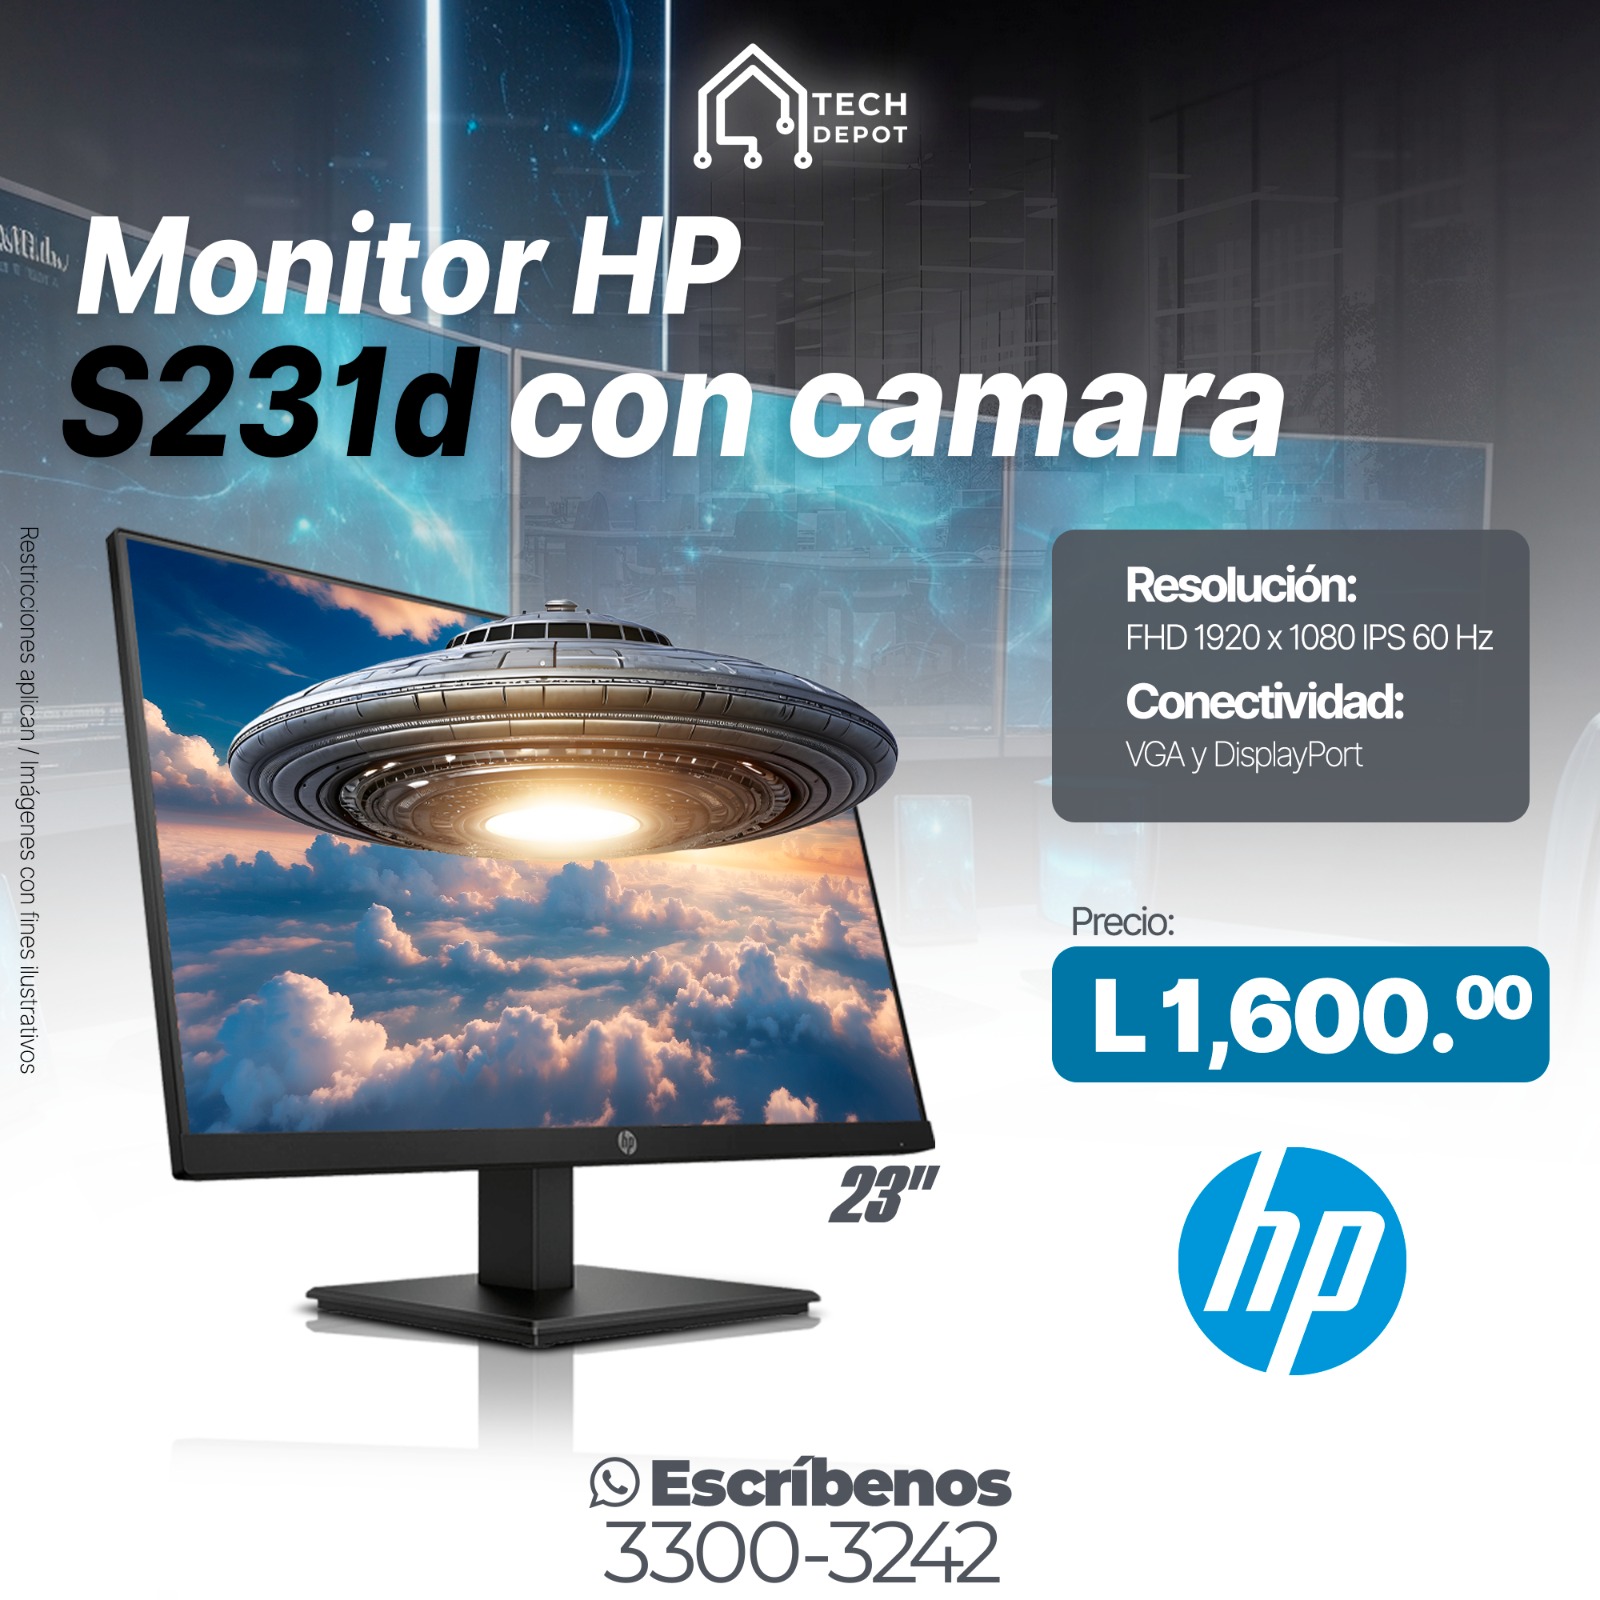 TECH
DEPOT
Monitor HP
S231d con camara
Restricciones aplican / Imágenes con fines ilustrativos
Resolución:
FHD 1920 x 1080 IPS 60 Hz
Conectividad:
VGA y DisplayPort
Precio:
L 1,600.00
hp
23"
hp
Escríbenos
3300-3242